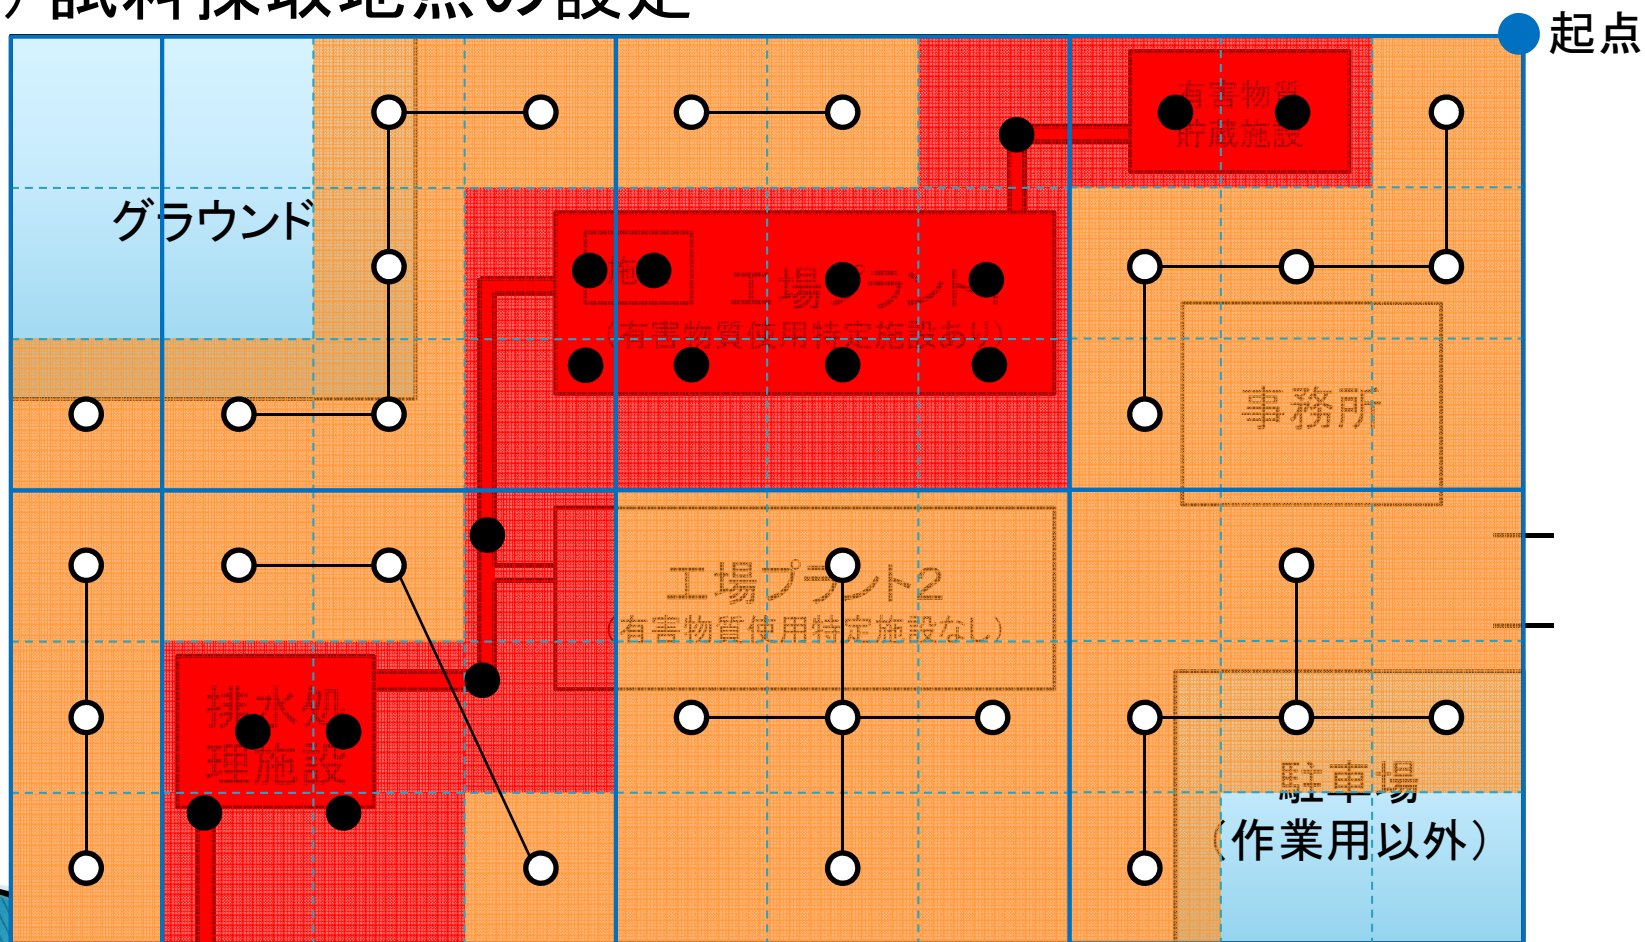 試料採取地点の設定
起点
有害物質
貯蔵施設
グラウンド
工場プラント1
(有害物質使用特定施設あり)
事務所
工場プラント2
(有害物質使用特定施設なし)
排水処
理施設
駐車場
(作業用以外)